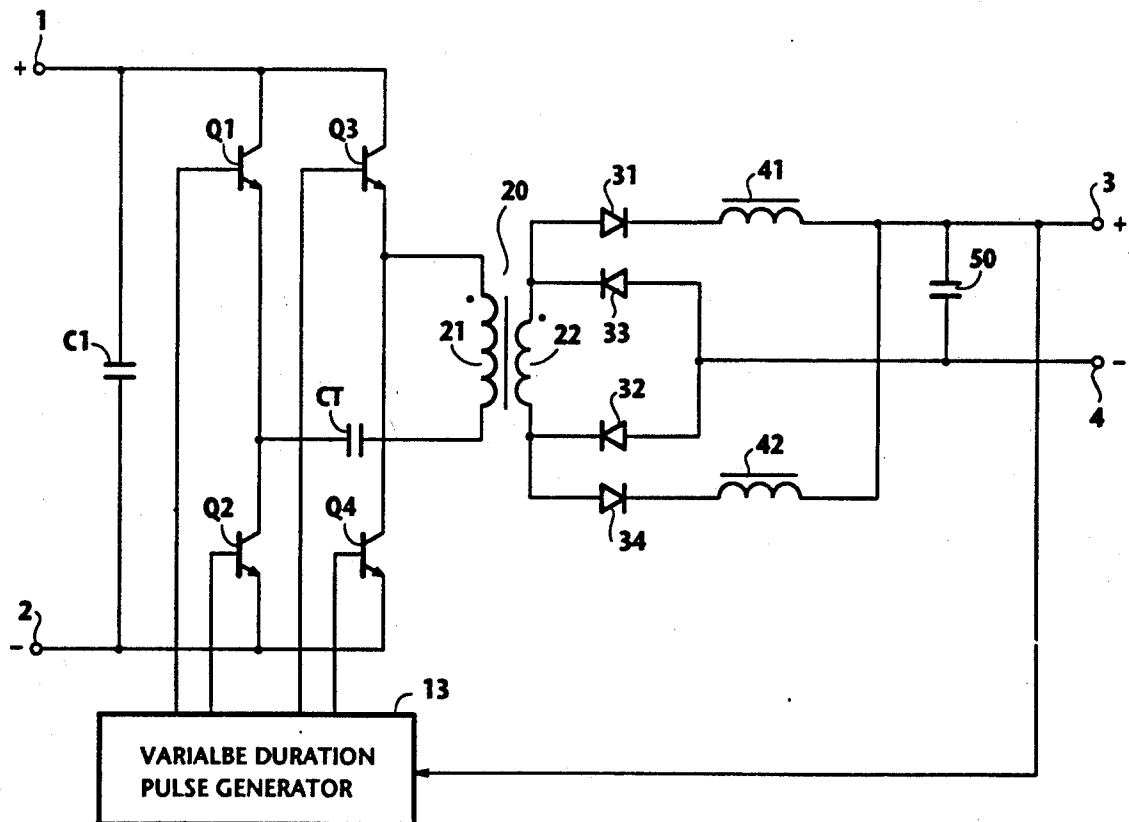 1
+
Q1
Q3
20
31
41
3
+
50
33
C1
21
22
-
CT
32
4
42
Q2
Q4
34
2
-
13
VARIALBE DURATION
PULSE GENERATOR